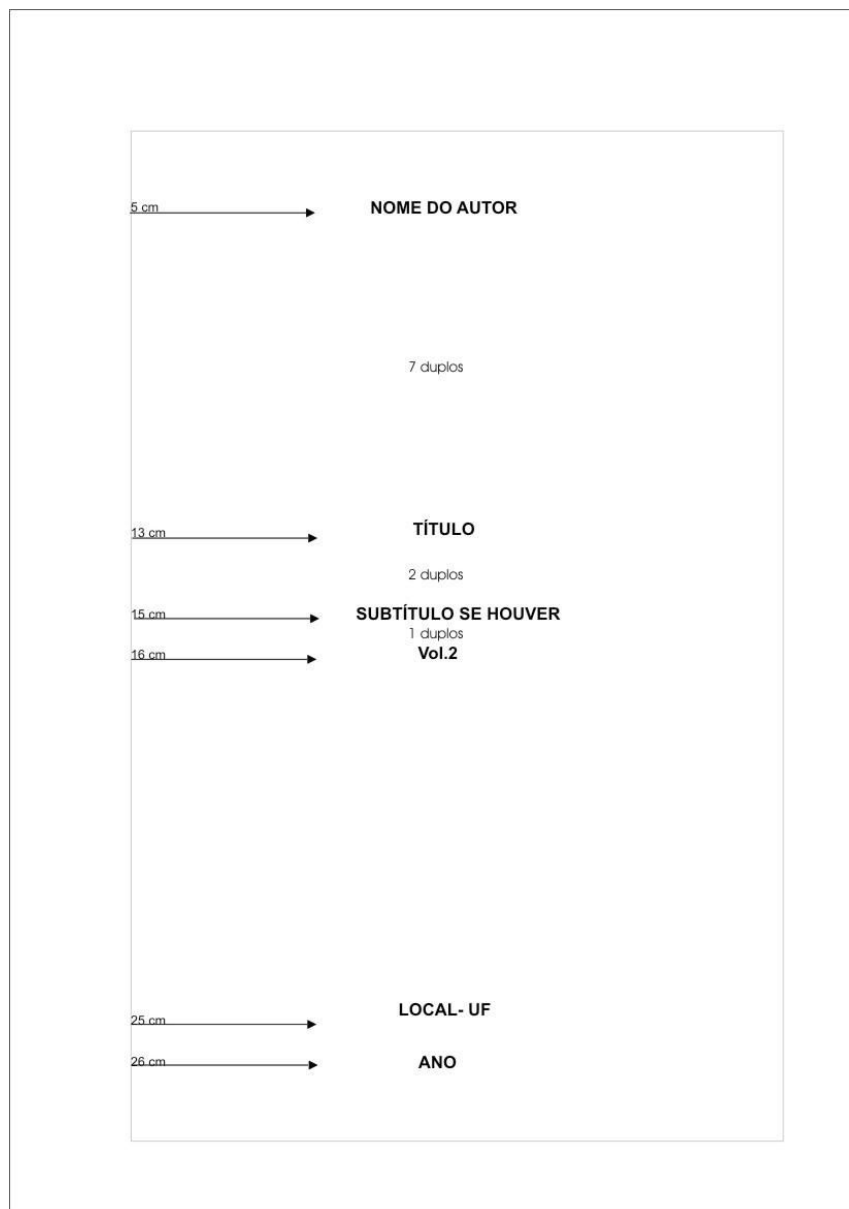 5 cm NOME DO AUTOR
7 duplos
13 cm TÍTULO
2 duplos
15 cm SUBTÍTULO SE HOUVER
1 duplos
16 cm Vol.2
25 cm LOCAL- UF
26 cm ANO